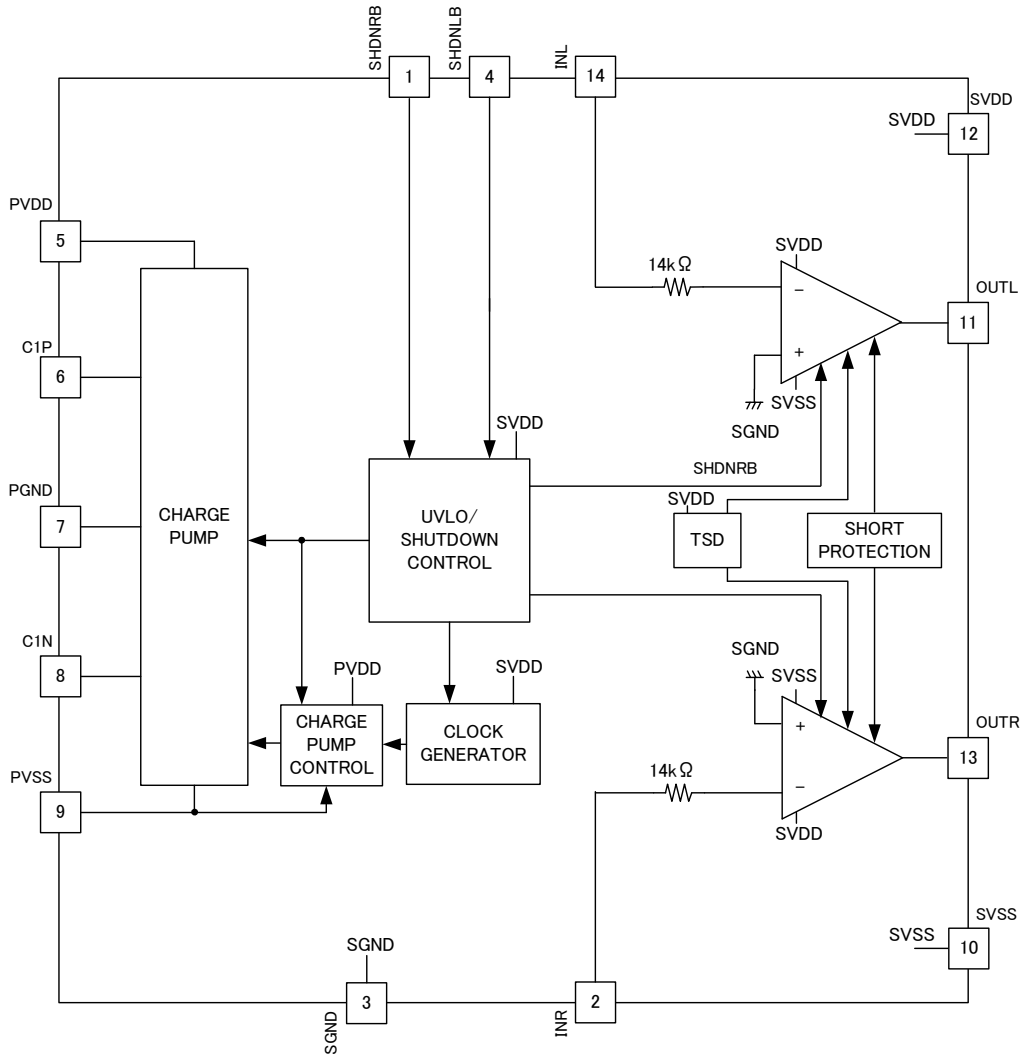 SHDNRB
1
SHDNLB
4
INL
14
SVDD
SVDD
12
PVDD
5
14kΩ
SVDD
−
+
SVSS
SGND
OUTL
11
C1P
6
CHARGE
PUMP
PGND
7
SVDD
UVLO/
SHUTDOWN
CONTROL
SHDNRB
SVDD
TSD
SHORT
PROTECTION
C1N
8
PVDD
CHARGE
PUMP
CONTROL
SVDD
CLOCK
GENERATOR
SGND
SVSS
+
−
SVDD
14kΩ
OUTR
13
PVSS
9
SVSS
SVSS
10
SGND
3
SGND
INR
2